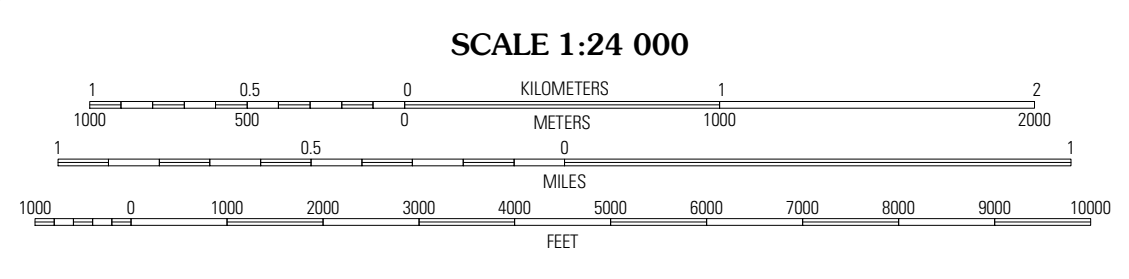 SCALE 1:24 000
1 0.5 0 KILOMETERS 1 2
1000 500 0 METERS 1000 2000
1 0.5 0 1
MILES
1000 0 1000 2000 3000 4000 5000 6000 7000 8000 9000 10000
FEET